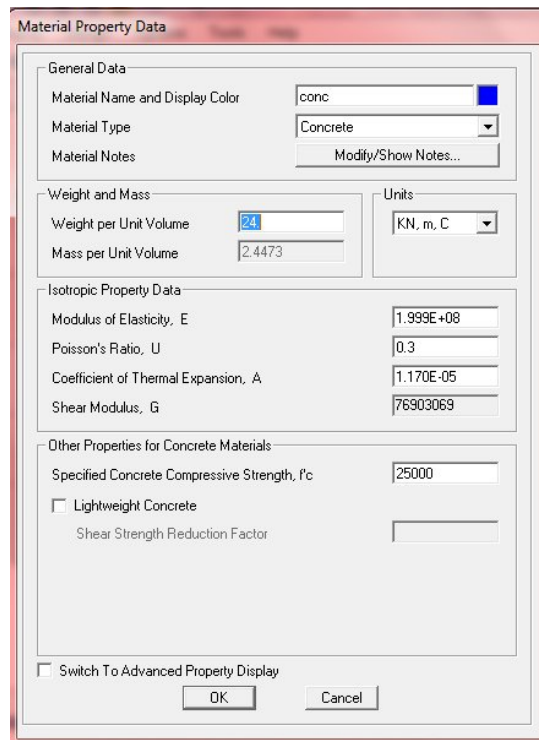 Material Property Data
General Data
Material Name and Display Color conc
Material Type Concrete
Material Notes Modify/Show Notes...
Weight and Mass Units
Weight per Unit Volume 24. KN, m, C
Mass per Unit Volume 2.4473
Isotropic Property Data
Modulus of Elasticity, E 1.999E+08
Poisson's Ratio, U 0.3
Coefficient of Thermal Expansion, A 1.170E-05
Shear Modulus, G 76903069
Other Properties for Concrete Materials
Specified Concrete Compressive Strength, f'c 25000
Lightweight Concrete
Shear Strength Reduction Factor
Switch To Advanced Property Display
OK Cancel